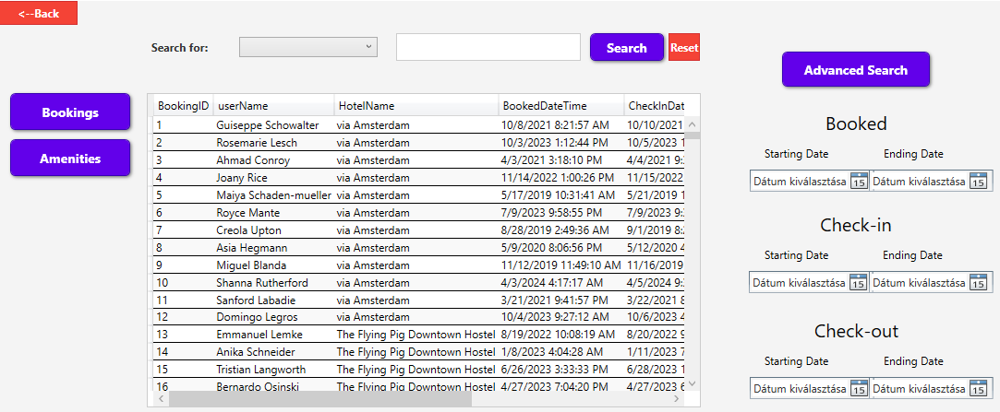 <--Back
Search for:
Search
Reset
Advanced Search
Bookings
Amenities
BookingID userName HotelName BookedDateTime CheckInDat
1 Guiseppe Schowalter via Amsterdam 10/8/2021 8:21:57 AM 10/10/2021
2 Rosemarie Lesch via Amsterdam 10/3/2023 1:12:44 PM 10/5/2023 1
3 Ahmad Conroy via Amsterdam 4/3/2021 3:18:10 PM 4/4/2021 9:
4 Joany Rice via Amsterdam 11/14/2022 1:00:26 PM 11/15/2022
5 Maiya Schaden-mueller via Amsterdam 5/17/2019 10:31:41 AM 5/21/2019 1
6 Royce Mante via Amsterdam 7/9/2023 9:58:55 PM 7/9/2023 9:
7 Creola Upton via Amsterdam 8/28/2019 2:49:36 AM 9/1/2019 8:
8 Asia Hegmann via Amsterdam 5/9/2020 8:06:56 PM 5/12/2020 4
9 Miguel Blanda via Amsterdam 11/12/2019 11:49:10 AM 11/16/2019
10 Shanna Rutherford via Amsterdam 4/3/2024 4:17:17 AM 4/5/2024 9:
11 Sanford Labadie via Amsterdam 3/21/2021 9:41:57 PM 3/22/2021 8
12 Domingo Legros via Amsterdam 10/4/2023 9:27:12 AM 10/6/2023 4
13 Emmanuel Lemke The Flying Pig Downtown Hostel 8/19/2022 10:08:19 AM 8/20/2022 9
14 Anika Schneider The Flying Pig Downtown Hostel 1/8/2023 4:04:28 AM 1/11/2023 7
15 Tristian Langworth The Flying Pig Downtown Hostel 6/26/2023 3:33:33 PM 6/28/2023 1
16 Bernardo Osinski The Flying Pig Downtown Hostel 4/27/2023 7:04:20 PM 4/27/2023 6
Booked
Starting Date Ending Date
Dátum kiválasztása 15 Dátum kiválasztása 15
Check-in
Starting Date Ending Date
Dátum kiválasztása 15 Dátum kiválasztása 15
Check-out
Starting Date Ending Date
Dátum kiválasztása 15 Dátum kiválasztása 15